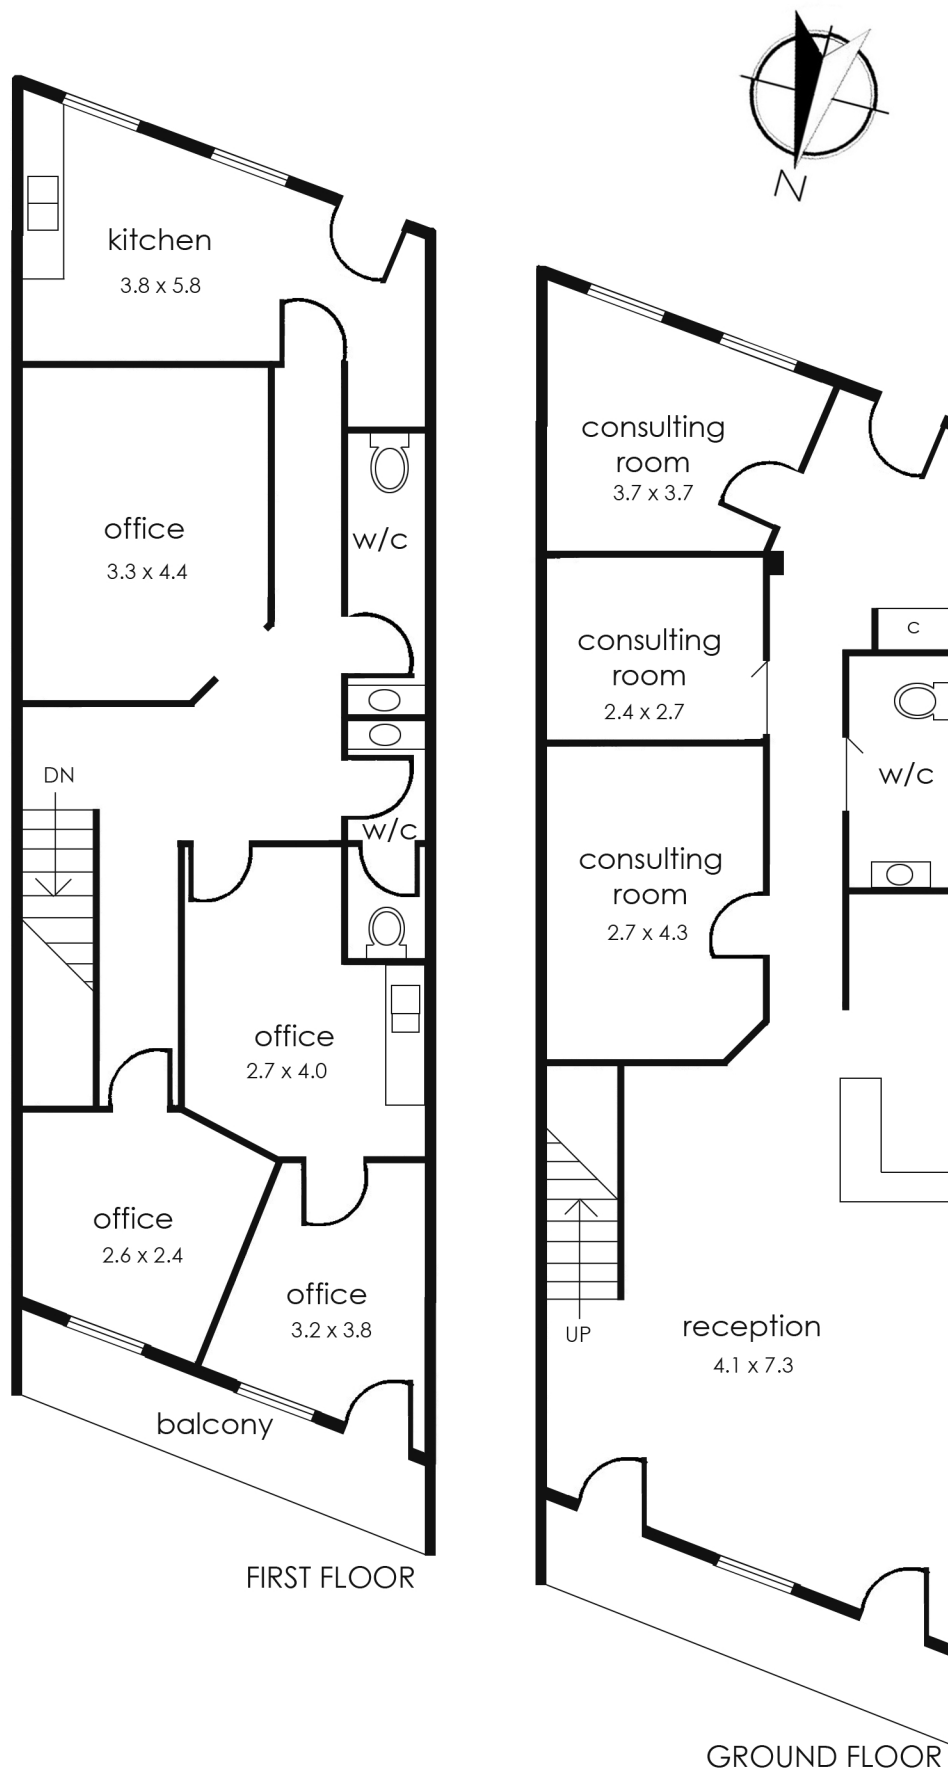 N
kitchen
3.8 x 5.8
office
3.3 x 4.4
w/c
DN
w/c
office
2.7 x 4.0
office
2.6 x 2.4
office
3.2 x 3.8
balcony
FIRST FLOOR
consulting
room
3.7 x 3.7
c
consulting
room
2.4 x 2.7
w/c
consulting
room
2.7 x 4.3
UP
reception
4.1 x 7.3
GROUND FLOOR